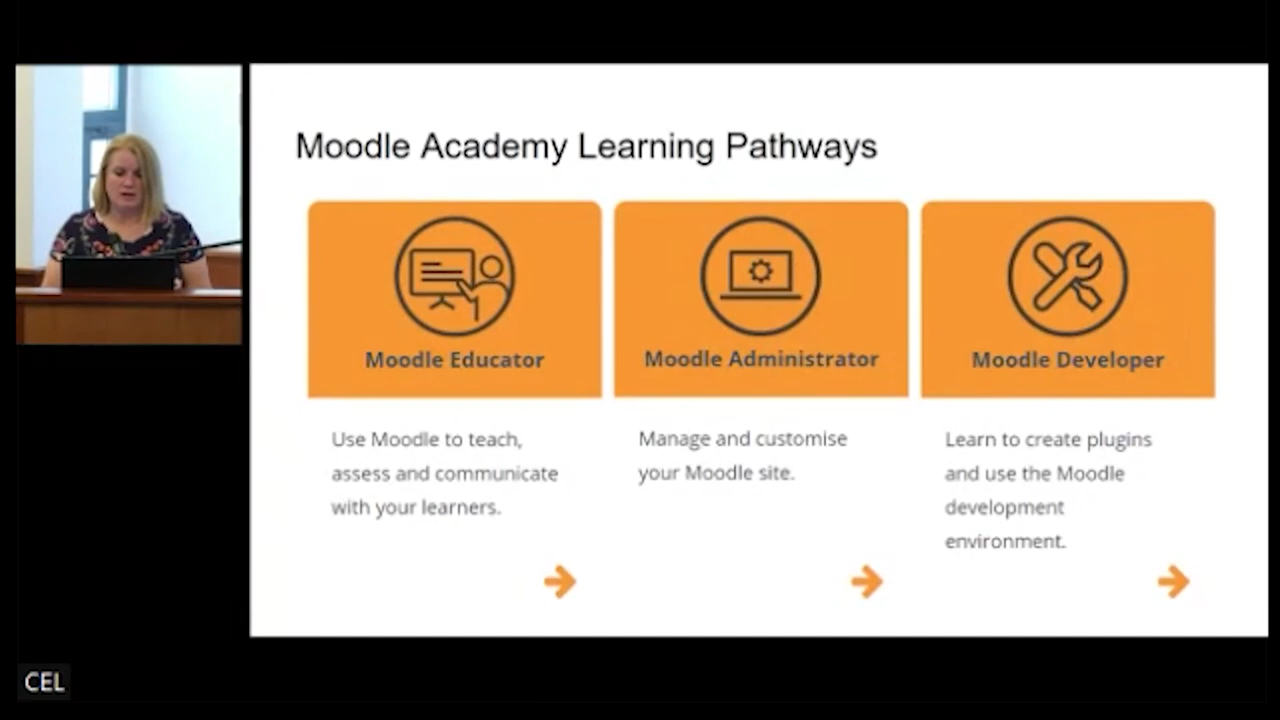 Moodle Academy Learning Pathways
Moodle Educator
Use Moodle to teach,
assess and communicate
with your learners.
Moodle Administrator
Manage and customise
your Moodle site.
Moodle Developer
Learn to create plugins
and use the Moodle
development
environment.
CEL